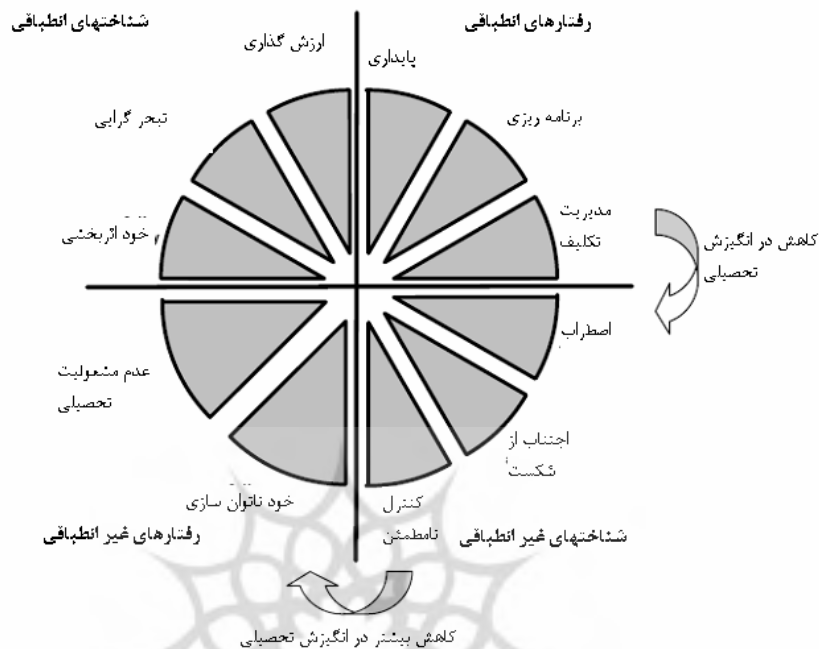 رفتارهای انطباقی
شناختهای انطباقی
ارزش گذاری
پایداری
تبحر گرایی
برنامه ریزی
مدیریت
تکلیف
خود اثربخشی
کاهش در انگیزش
تحصیلی
اضطراب
عدم مشغولیت
تحصیلی
اجتناب از
شکست
خود ناتوان سازی
کنترل
نامطمئن
شناختهای غیر انطباقی
رفتارهای غیر انطباقی
کاهش بیشتر در انگیزش تحصیلی